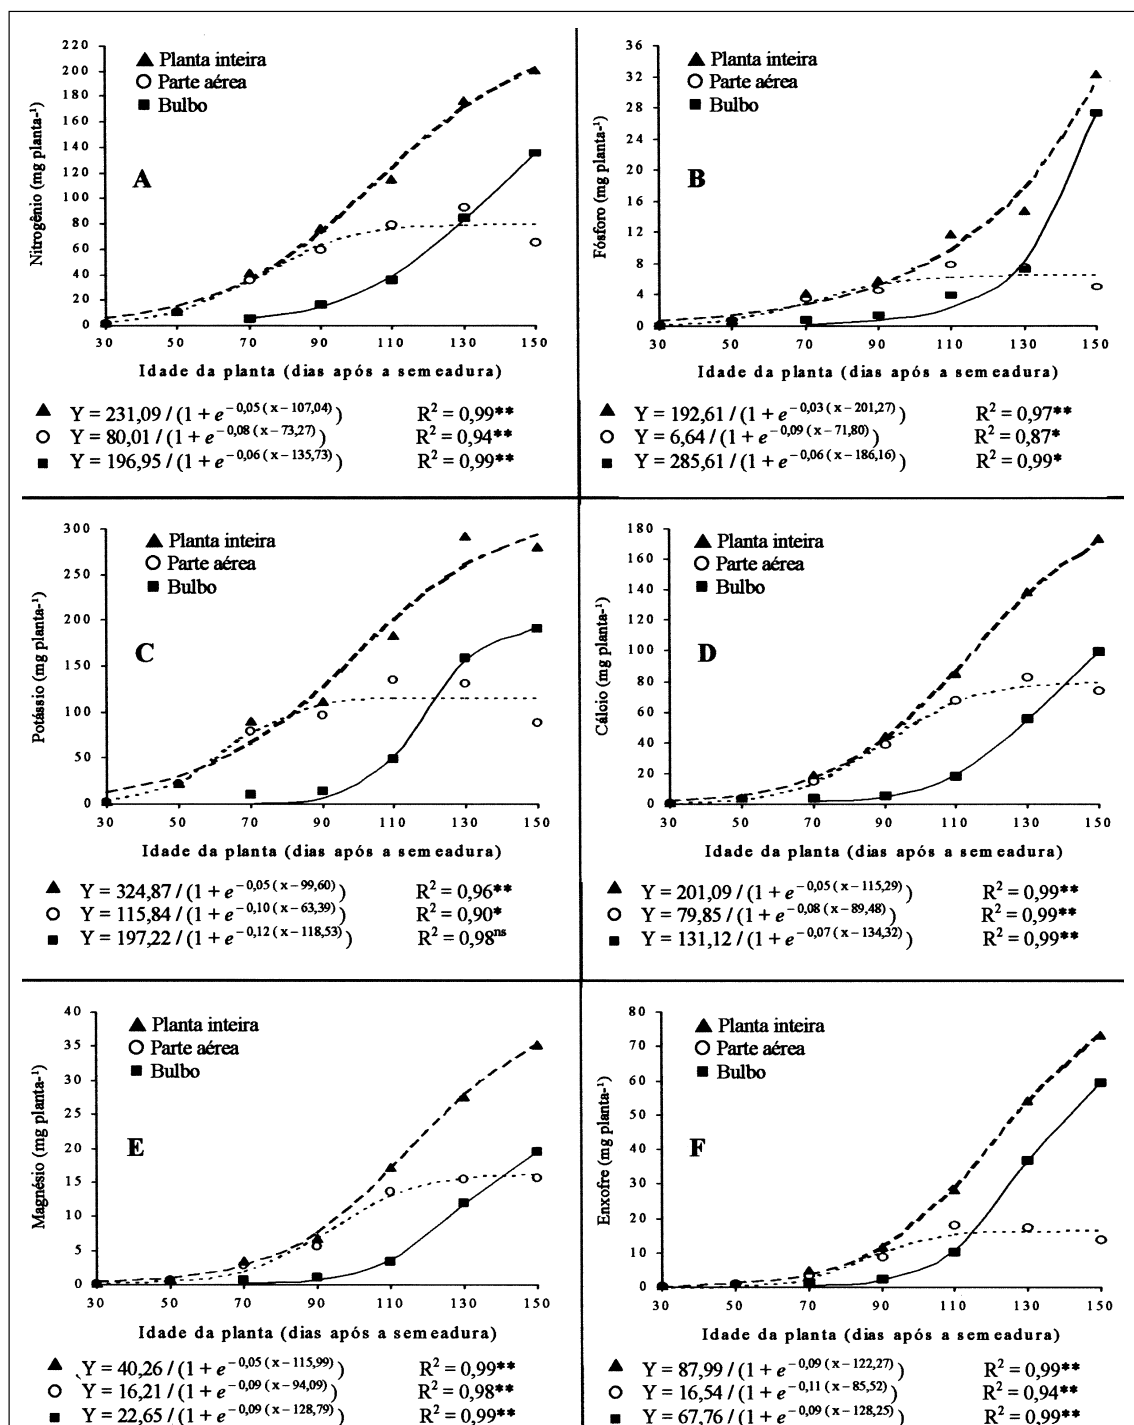 Nitrogênio (mg planta-¹)
220
200
180
160
140
120
100
80
60
40
20
0
▲ Planta inteira
○ Parte aérea
■ Bulbo
A
30 50 70 90 110 130 150
Idade da planta (dias após a semeadura)
▲ Y = 231,09 / (1 + e^–0,05 (x–107,04)) R² = 0,99**
○ Y = 80,01 / (1 + e^–0,08 (x–73,27)) R² = 0,94**
■ Y = 196,95 / (1 + e^–0,06 (x–135,73)) R² = 0,99**
Fósforo (mg planta-¹)
36
32
28
24
20
16
12
8
4
0
▲ Planta inteira
○ Parte aérea
■ Bulbo
B
30 50 70 90 110 130 150
Idade da planta (dias após a semeadura)
▲ Y = 192,61 / (1 + e^–0,03 (x–201,27)) R² = 0,97**
○ Y = 6,64 / (1 + e^–0,09 (x–71,80)) R² = 0,87*
■ Y = 285,61 / (1 + e^–0,06 (x–186,16)) R² = 0,99*
Potássio (mg planta-¹)
300
250
200
150
100
50
0
▲ Planta inteira
○ Parte aérea
■ Bulbo
C
30 50 70 90 110 130 150
Idade da planta (dias após a semeadura)
▲ Y = 324,87 / (1 + e^–0,05 (x–99,60)) R² = 0,96**
○ Y = 115,84 / (1 + e^–0,10 (x–63,39)) R² = 0,90*
■ Y = 197,22 / (1 + e^–0,12 (x–118,53)) R² = 0,98ns
Cáloio (mg planta-¹)
180
160
140
120
100
80
60
40
20
0
▲ Planta inteira
○ Parte aérea
■ Bulbo
D
30 50 70 90 110 130 150
Idade da planta (dias após a semeadura)
▲ Y = 201,09 / (1 + e^–0,05 (x–115,29)) R² = 0,99**
○ Y = 79,85 / (1 + e^–0,08 (x–89,48)) R² = 0,99**
■ Y = 131,12 / (1 + e^–0,07 (x–134,32)) R² = 0,99**
Magnésio (mg planta-¹)
40
35
30
25
20
15
10
5
0
▲ Planta inteira
○ Parte aérea
■ Bulbo
E
30 50 70 90 110 130 150
Idade da planta (dias após a semeadura)
▲ Y = 40,26 / (1 + e^–0,05 (x–115,99)) R² = 0,99**
○ Y = 16,21 / (1 + e^–0,09 (x–94,09)) R² = 0,98**
■ Y = 22,65 / (1 + e^–0,09 (x–128,79)) R² = 0,99**
Enxofre (mg planta-¹)
80
70
60
50
40
30
20
10
0
▲ Planta inteira
○ Parte aérea
■ Bulbo
F
30 50 70 90 110 130 150
Idade da planta (dias após a semeadura)
▲ Y = 87,99 / (1 + e^–0,09 (x–122,27)) R² = 0,99**
○ Y = 16,54 / (1 + e^–0,11 (x–85,52)) R² = 0,94**
■ Y = 67,76 / (1 + e^–0,09 (x–128,25)) R² = 0,99**